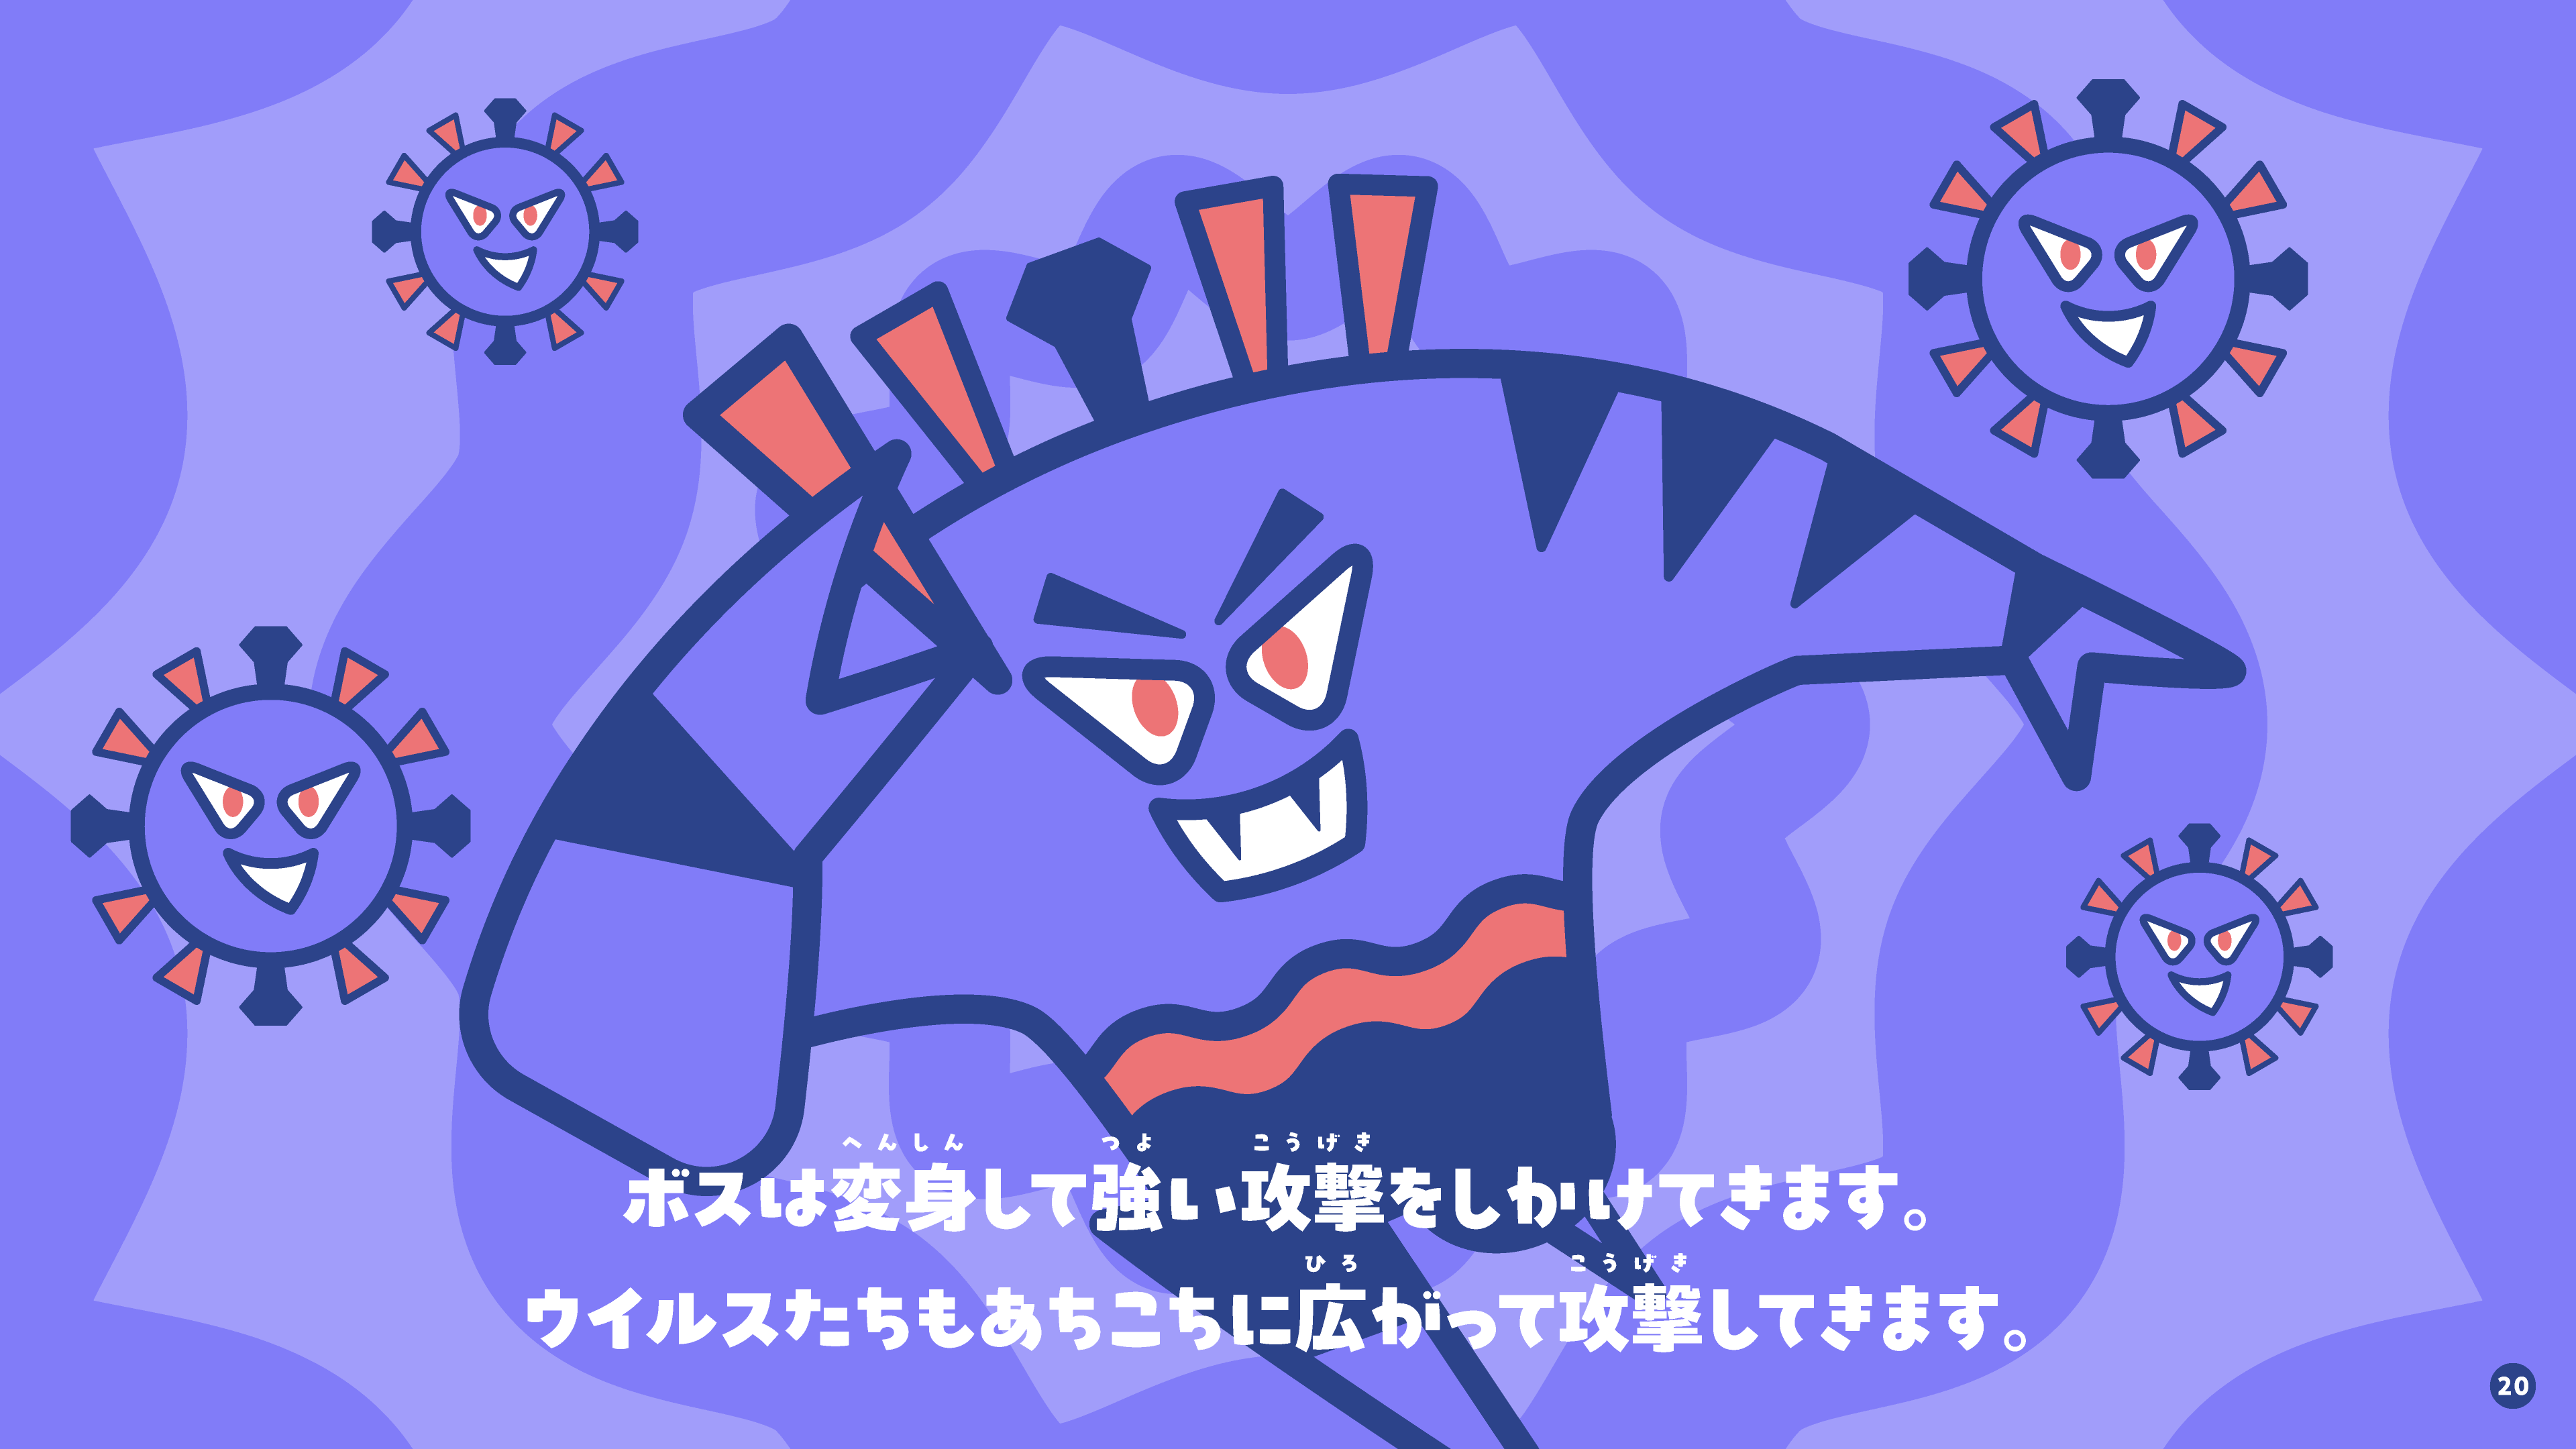 へんしん つよ こうげき
ボスは変身して強い攻撃をしかけてきます。
ひろ こうげき
ウイルスたちもあちこちに広がって攻撃してきます。
20